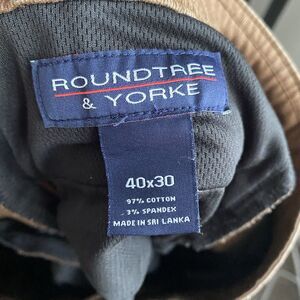 ROUNDTREE
& YORKE
40x30
97% COTTON
3% SPANDEX
MADE IN SRI LANKA